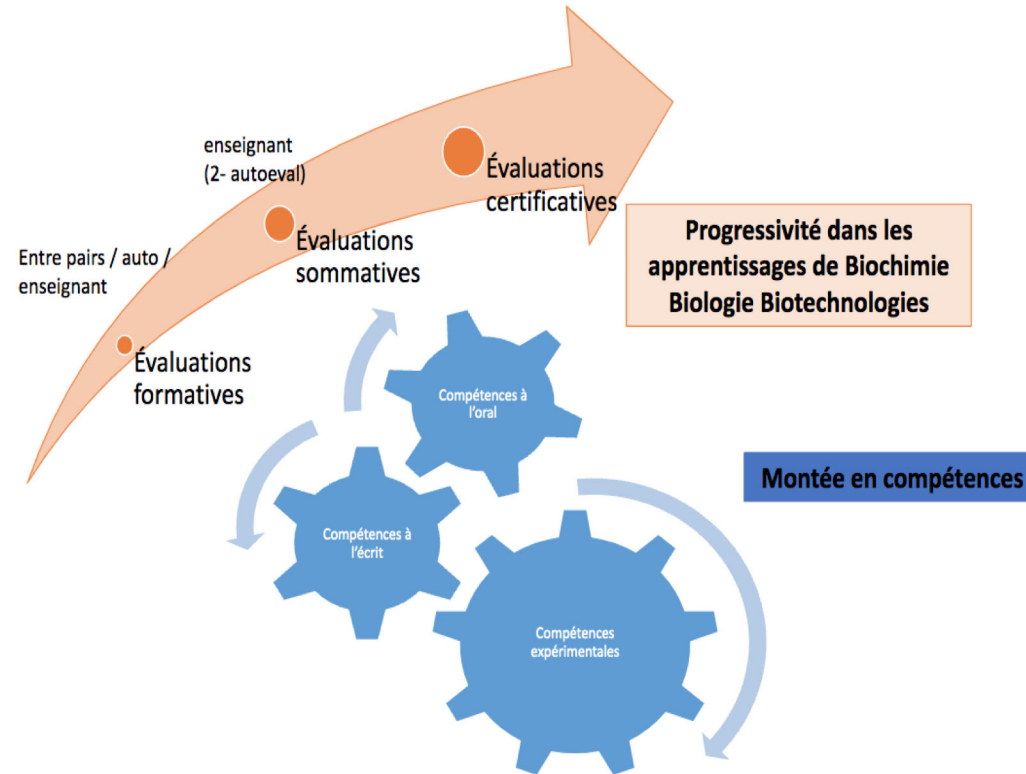 enseignant
(2- autoeval)
Évaluations
certificatives
Entre pairs / auto /
enseignant
Évaluations
sommatives
Évaluations
formatives
Progressivité dans les
apprentissages de Biochimie
Biologie Biotechnologies
Compétences à
l'oral
Montée en compétences
Compétences à
l'écrit
Compétences
expérimentales